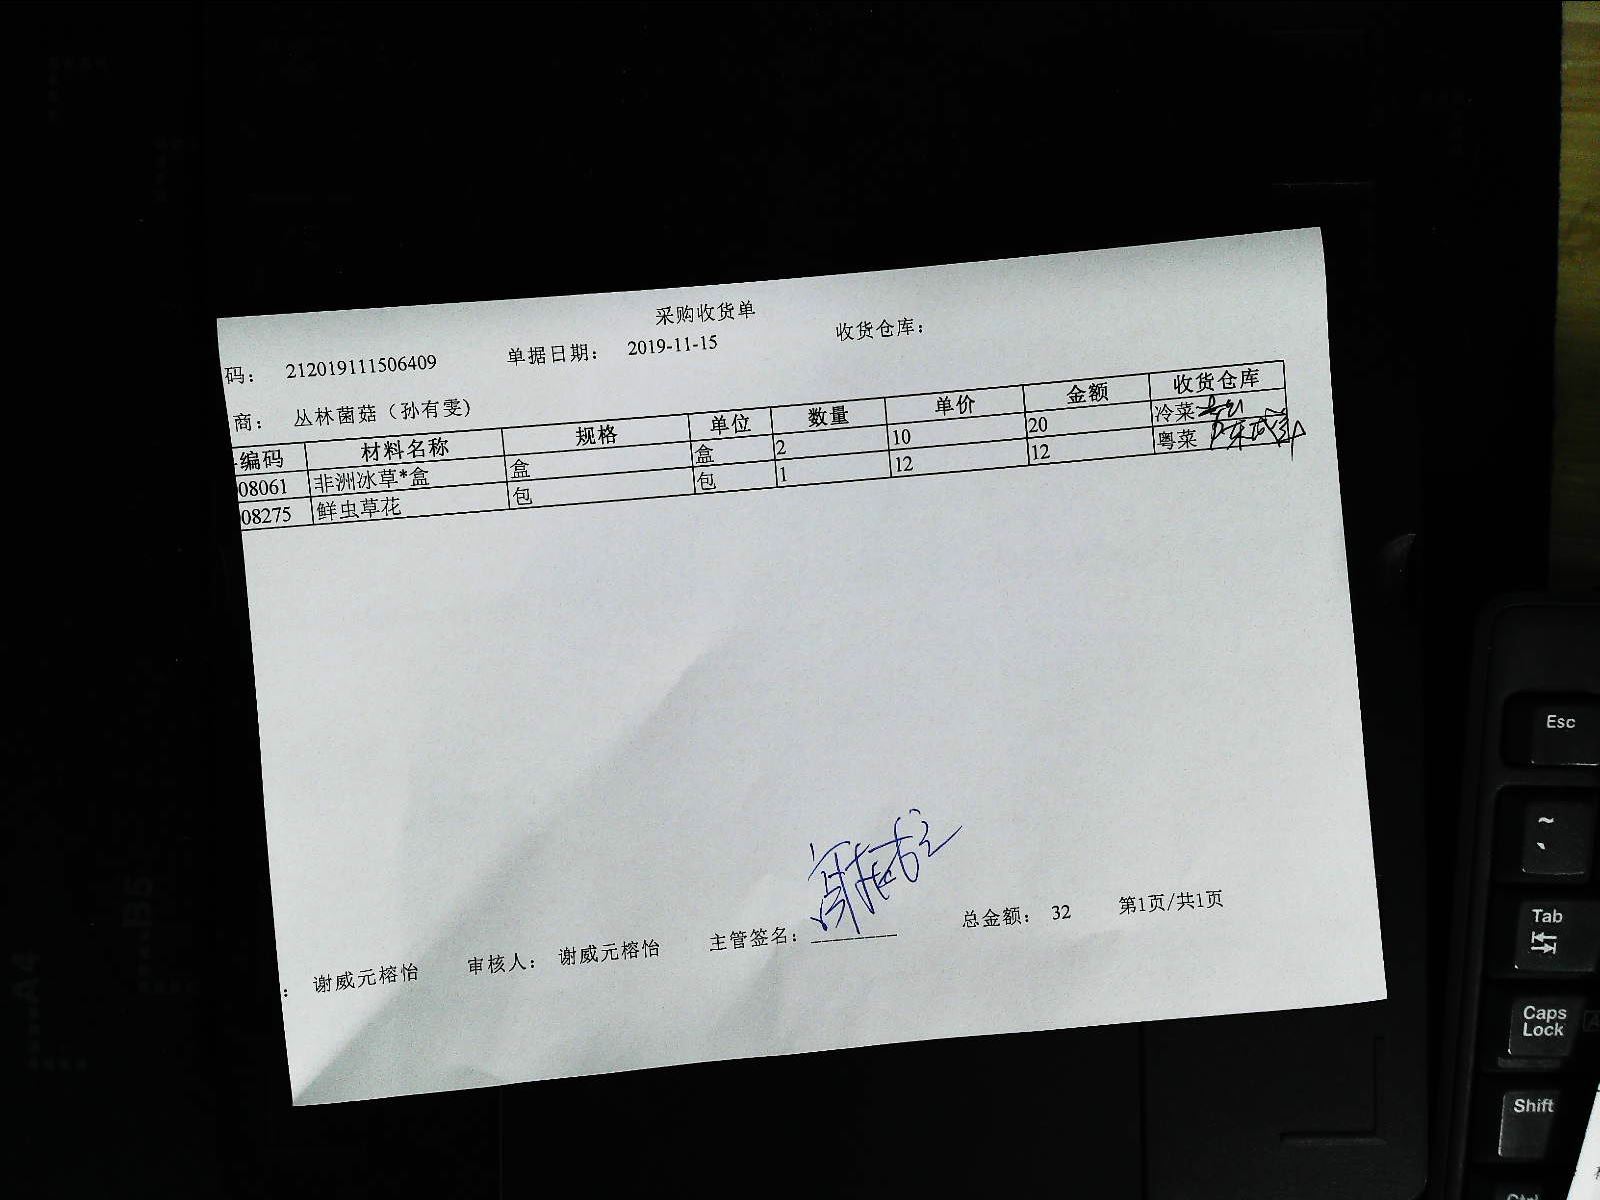 采购收货单
码： 212019111506409 单据日期： 2019-11-15 收货仓库：
商： 丛林菌菇（孙有雯）
编码 材料名称 规格 单位 数量 单价 金额 收货仓库
08061 非洲冰草*盒 盒 盒 2 10 20 冷菜
08275 鲜虫草花 包 包 1 12 12 粤菜
： 谢威元榕怡 审核人： 谢威元榕怡 主管签名： 总金额： 32 第1页/共1页
Esc
~
Tab
Caps Lock
Shift
A4
B5